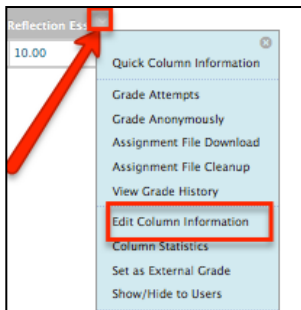 Reflection Ess
10.00
Quick Column Information
Grade Attempts
Grade Anonymously
Assignment File Download
Assignment File Cleanup
View Grade History
Edit Column Information
Column Statistics
Set as External Grade
Show/Hide to Users